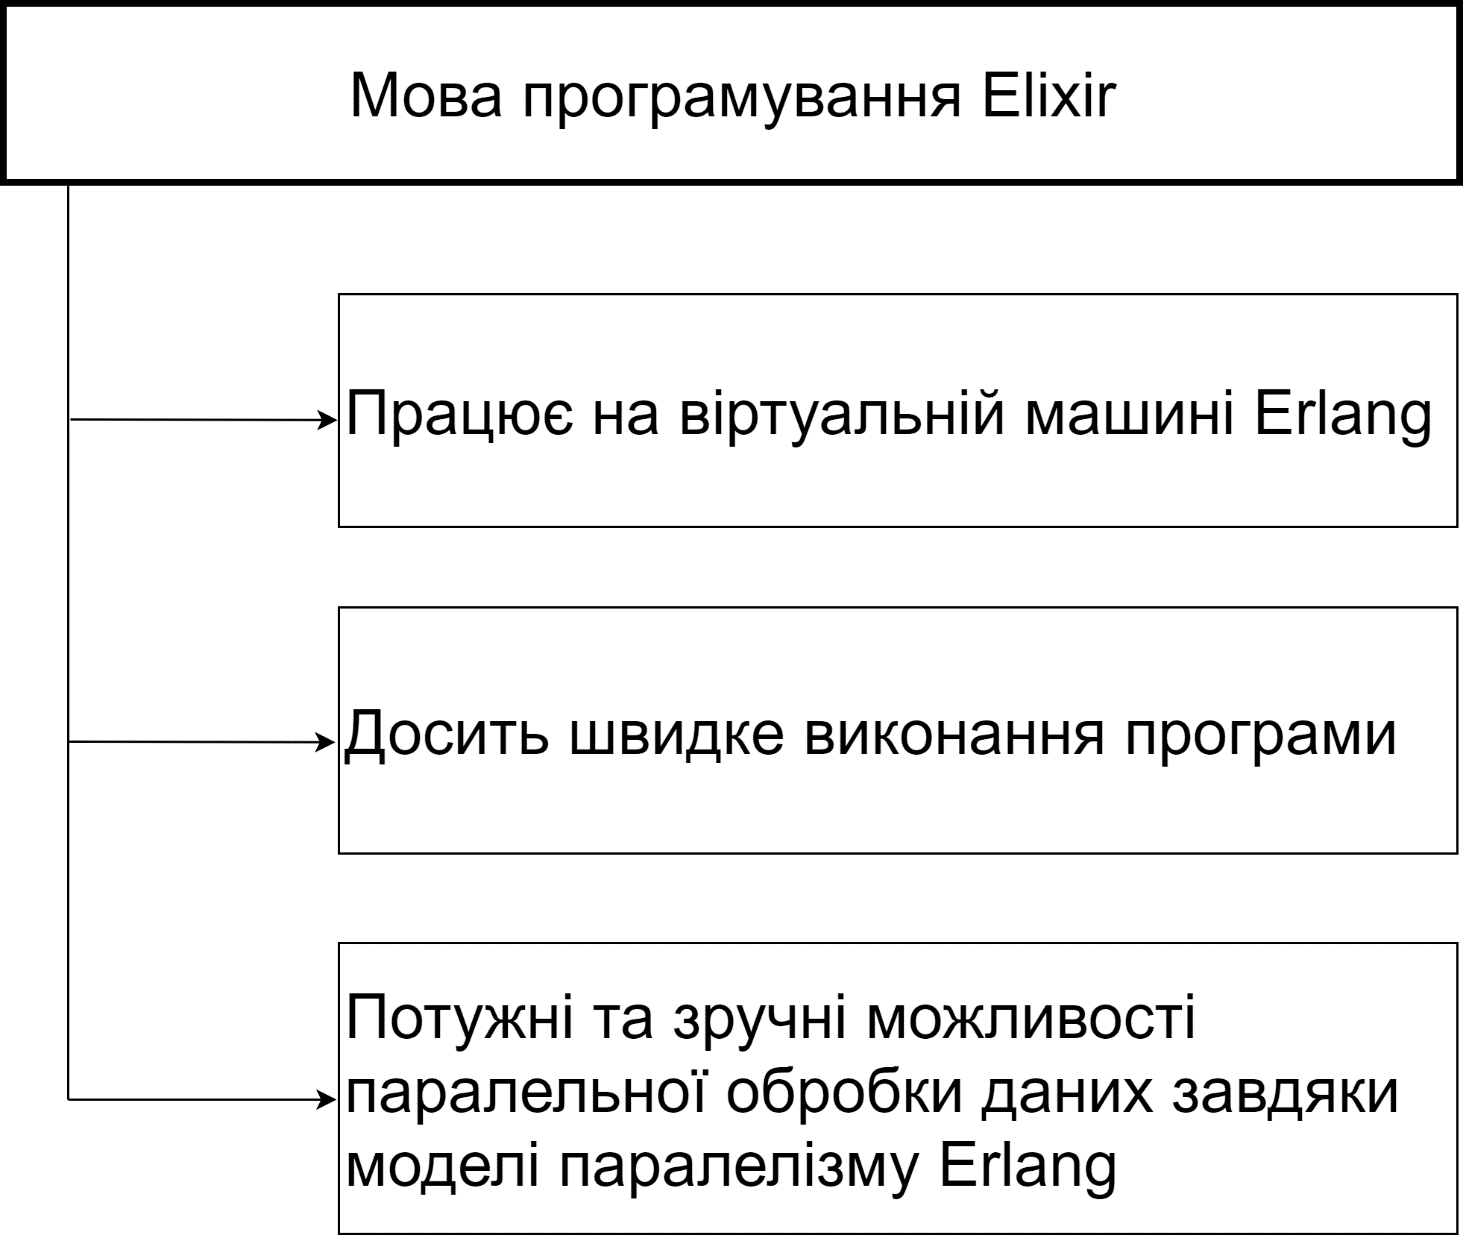 Мова програмування Elixir
Працює на віртуальній машині Erlang
Досить швидке виконання програми
Потужні та зручні можливості
паралельної обробки даних завдяки
моделі паралелізму Erlang